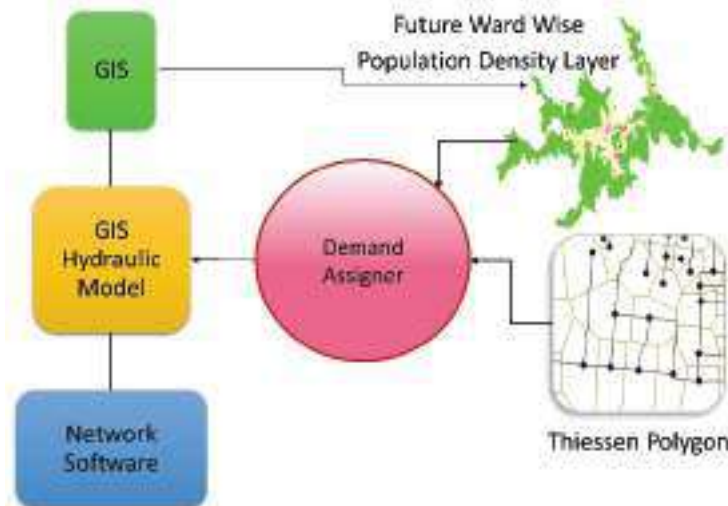 GIS
Future Ward Wise
Population Density Layer
GIS
Hydraulic
Model
Demand
Assigner
Network
Software
Thiessen Polygon